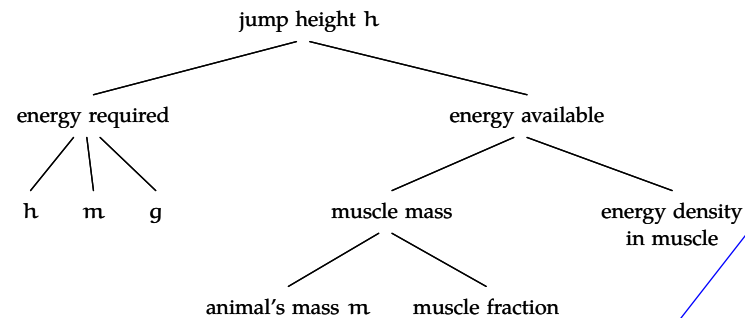 jump height h
energy required energy available
h m g muscle mass energy density
in muscle
animal's mass m muscle fraction